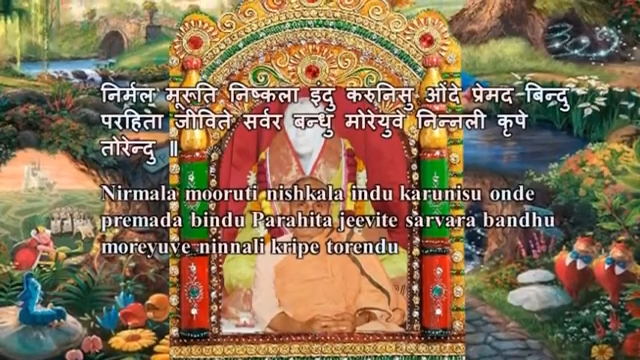 निर्मल मूरूति निष्कला इंदु करुनिसु ओंदे प्रेमद बिन्दु
परहिता जीविते सर्वर बन्धु मोरेयुवे निन्नली कृपे
तोरेन्दु ॥
Nirmala mooruti nishkala indu karunisu onde
premada bindu Parahita jeevite sarvara bandhu
moreyuve ninnali kripe torendu